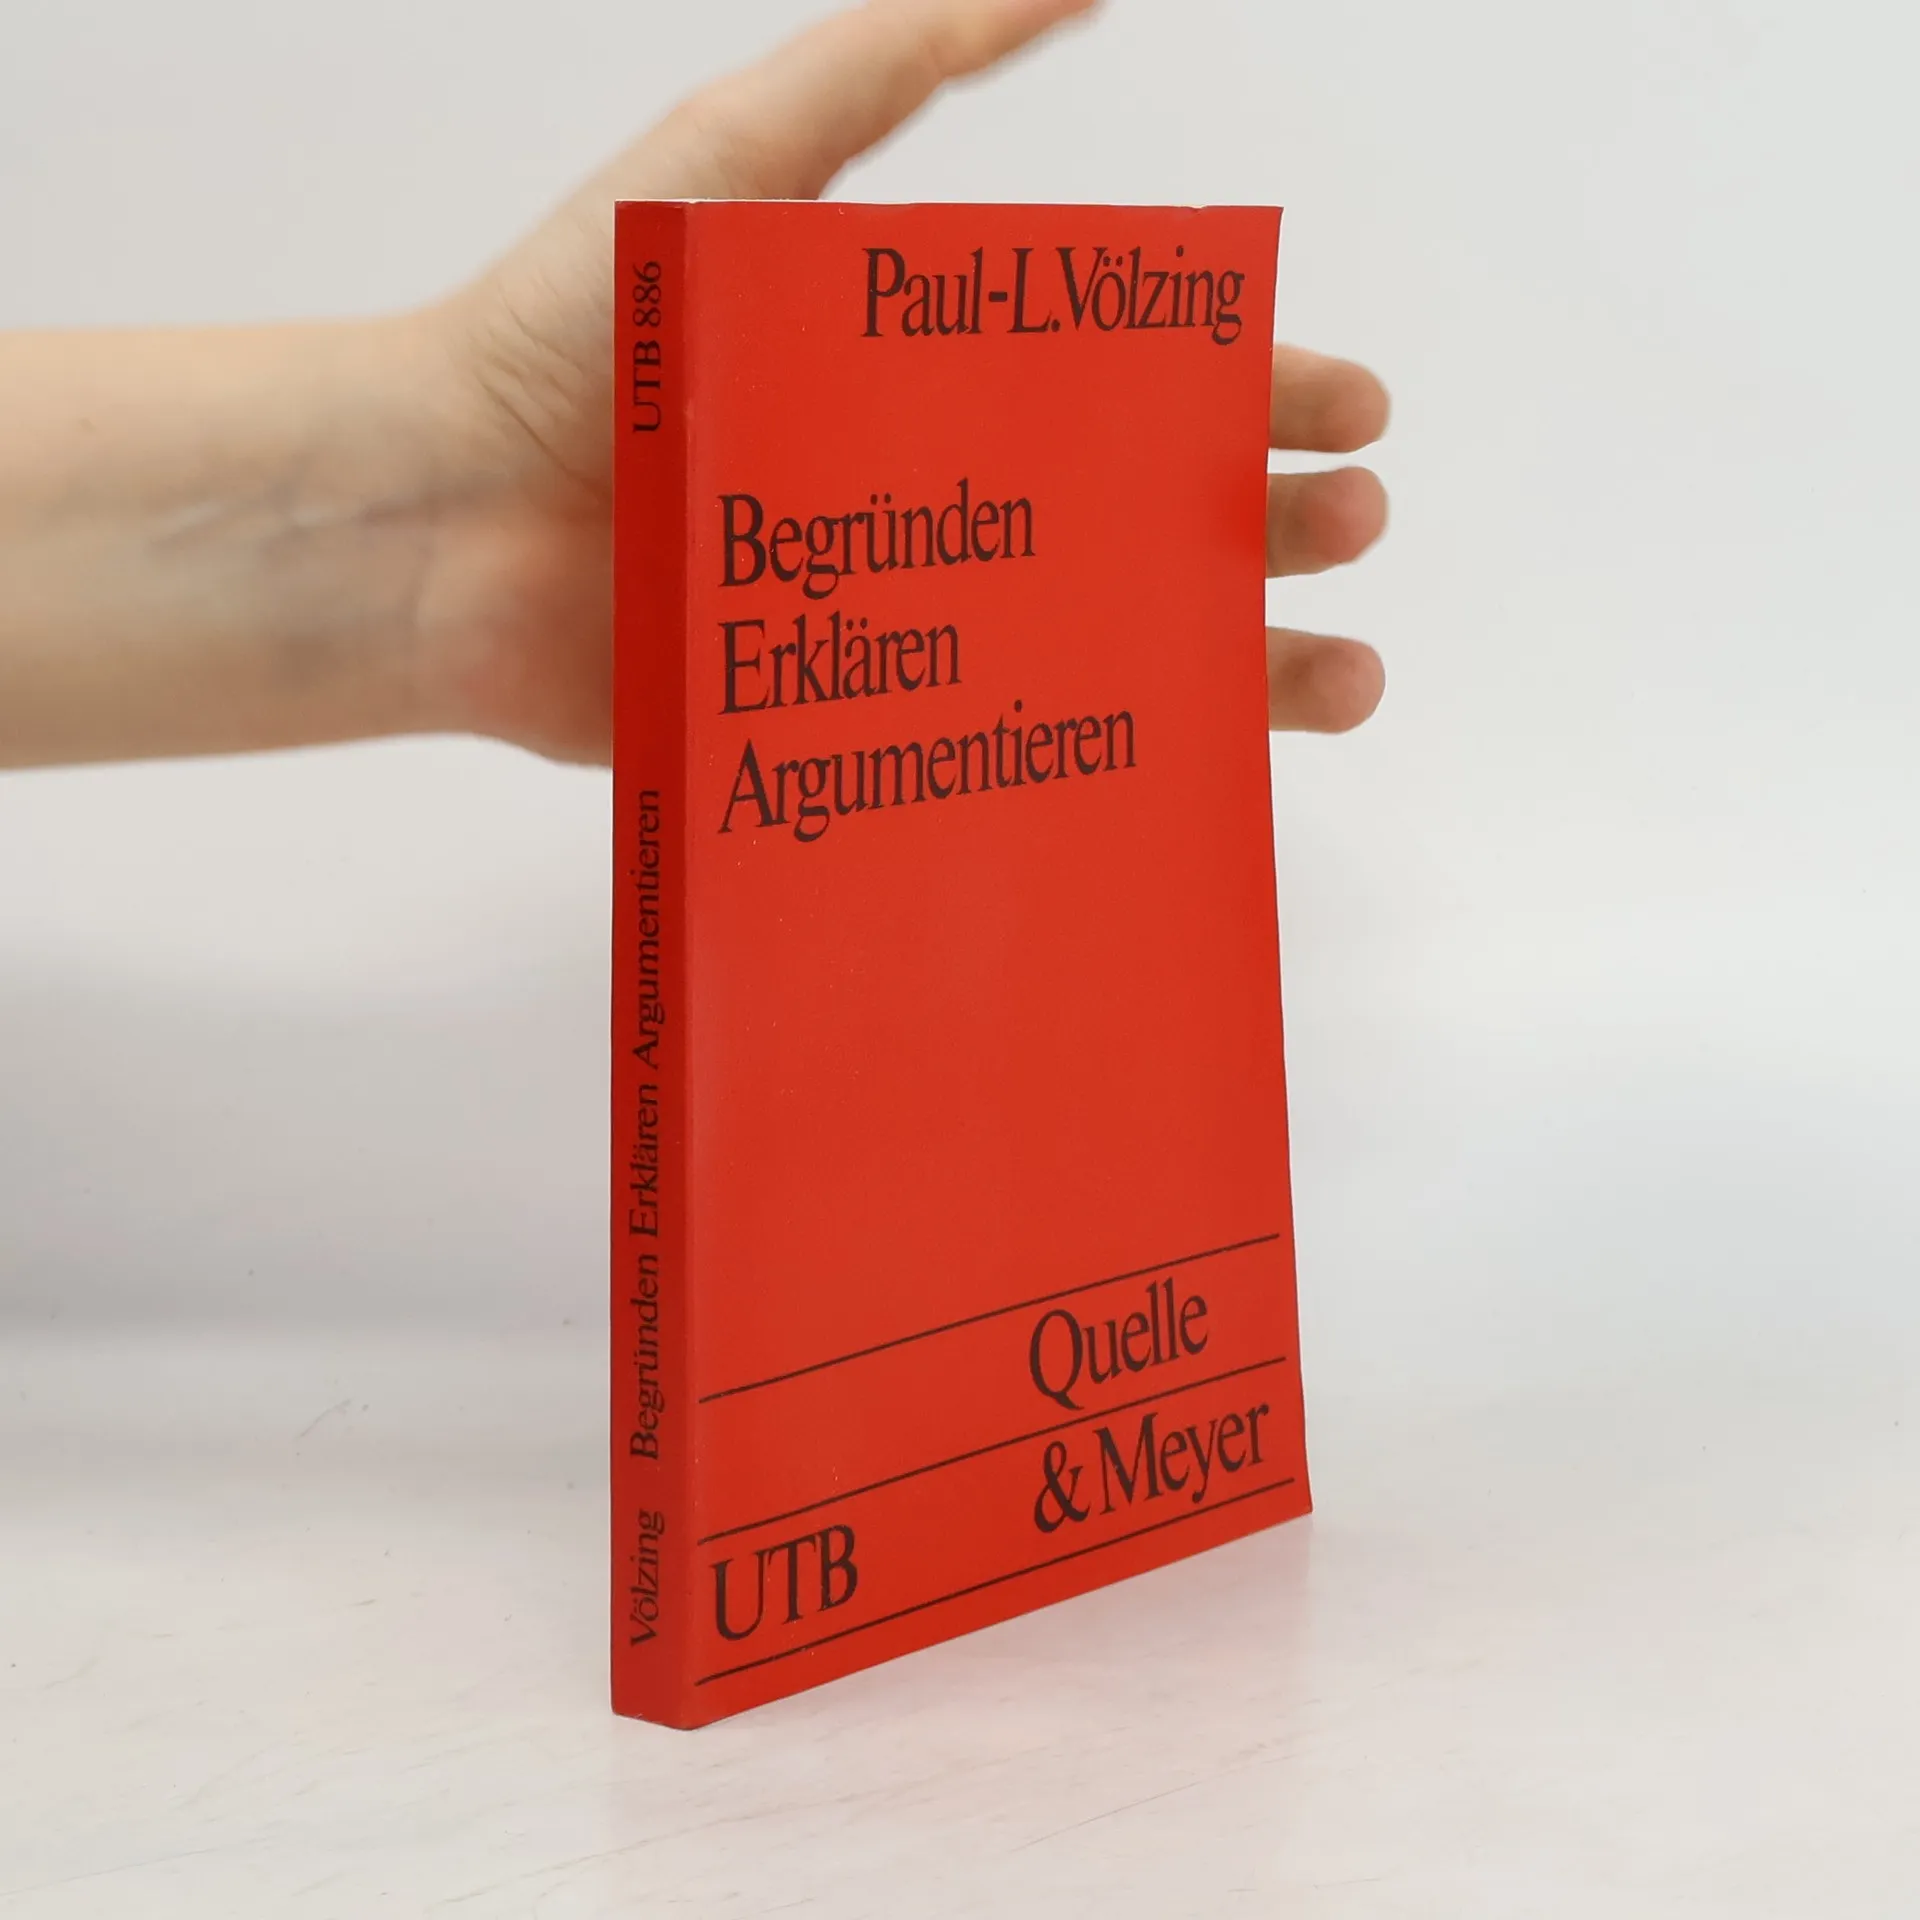 Paul-L.Völzing
Begründen
Erklären
Argumentieren
Quelle
& Meyer
UTB
Völzing Begründen Erklären Argumentieren UTB 886